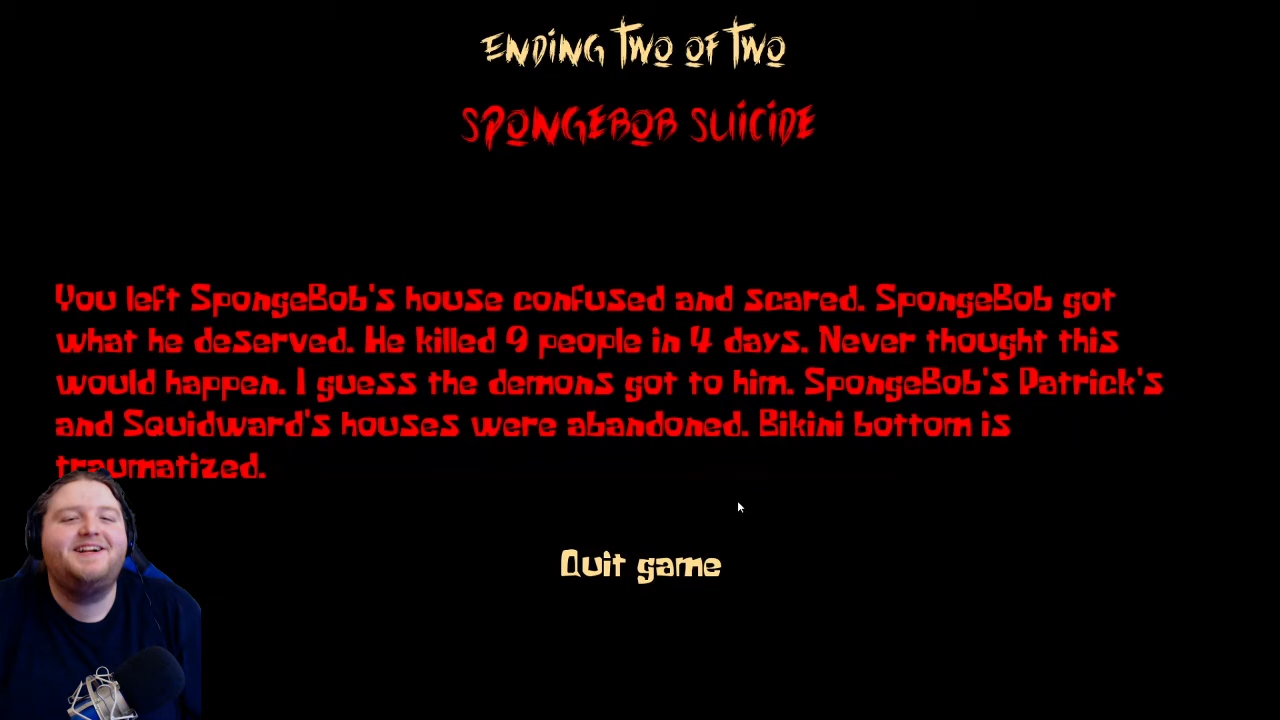 ENDING TWO OF TWO
SPONGEBOB SUICIDE
You left SpongeBob's house confused and scared. SpongeBob got
what he deserved. He killed 9 people in 4 days. Never thought this
would happen. I guess the demons got to him. SpongeBob's Patrick's
and Squidward's houses were abandoned. Bikini bottom is
traumatized.
Quit game